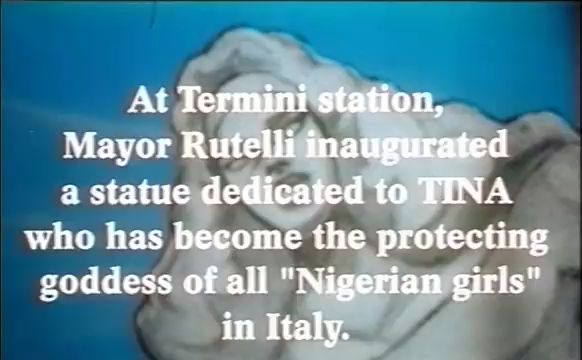 At Termini station,
Mayor Rutelli inaugurated
a statue dedicated to TINA
who has become the protecting
goddess of all "Nigerian girls"
in Italy.